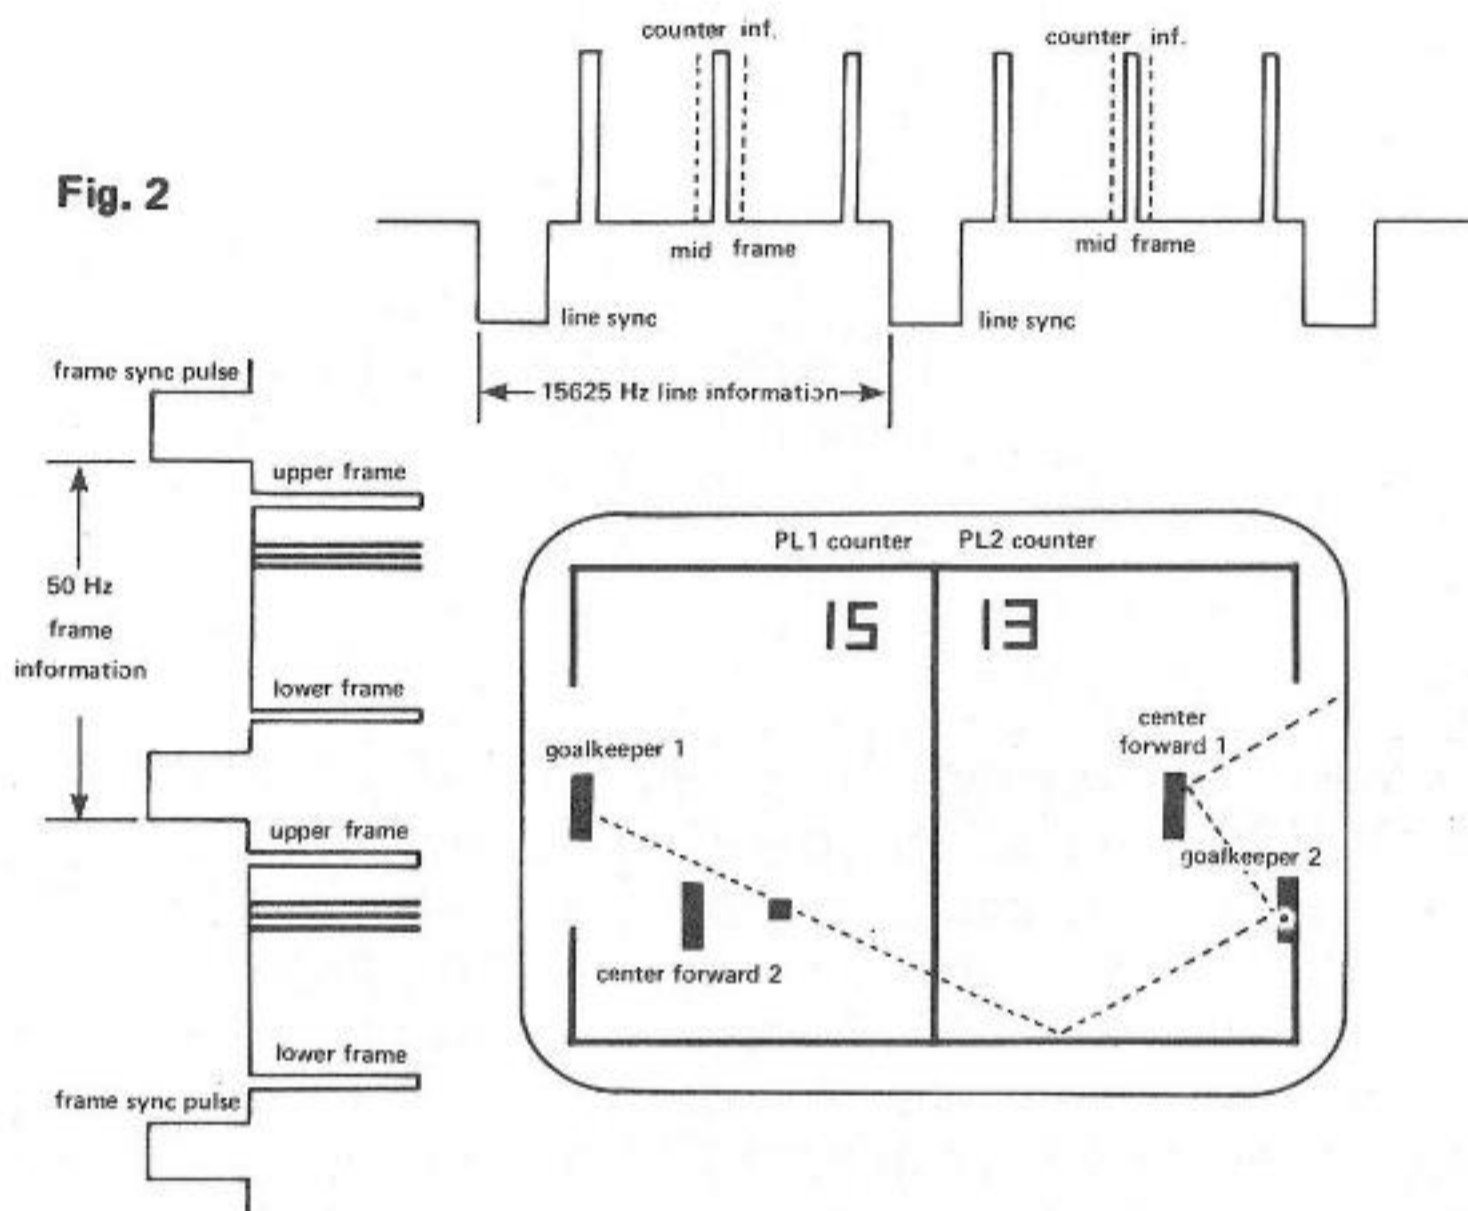 counter inf.
counter inf.
Fig. 2
mid frame
mid frame
line sync
line sync
frame sync pulse
15625 Hz line information
upper frame
PL1 counter
PL2 counter
50 Hz
frame
information
15
13
lower frame
center
forward 1
goalkeeper 1
upper frame
goalkeeper 2
center forward 2
lower frame
frame sync pulse